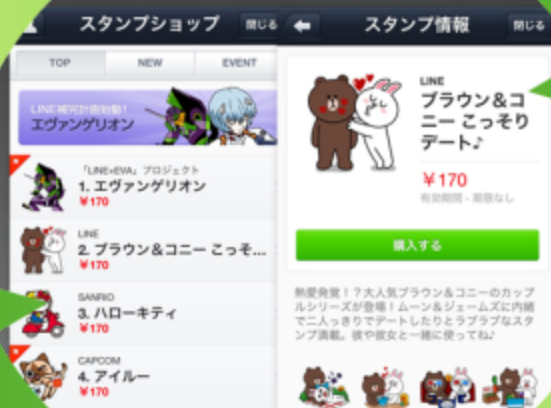 スタンプショップ
閉じる
TOP
NEW
EVENT
LINE補完計画始動!
エヴァンゲリオン
「LINE×EVA」プロジェクト
1. エヴァンゲリオン
¥170
LINE
2. ブラウン&コニー こっそ...
¥170
SANRIO
3. ハローキティ
¥170
CAPCOM
4. アイルー
¥170
スタンプ情報
閉じる
LINE
ブラウン&コ
ニー こっそり
デート♪
¥170
有効期間 - 期限なし
購入する
熱愛発覚!?大人気ブラウン&コニーのカップ
ルシリーズが登場!ムーン&ジェームズに内緒
で二人っきりでデートしたりとラブラブなスタ
ンプ満載。彼や彼女と一緒に使ってね♪